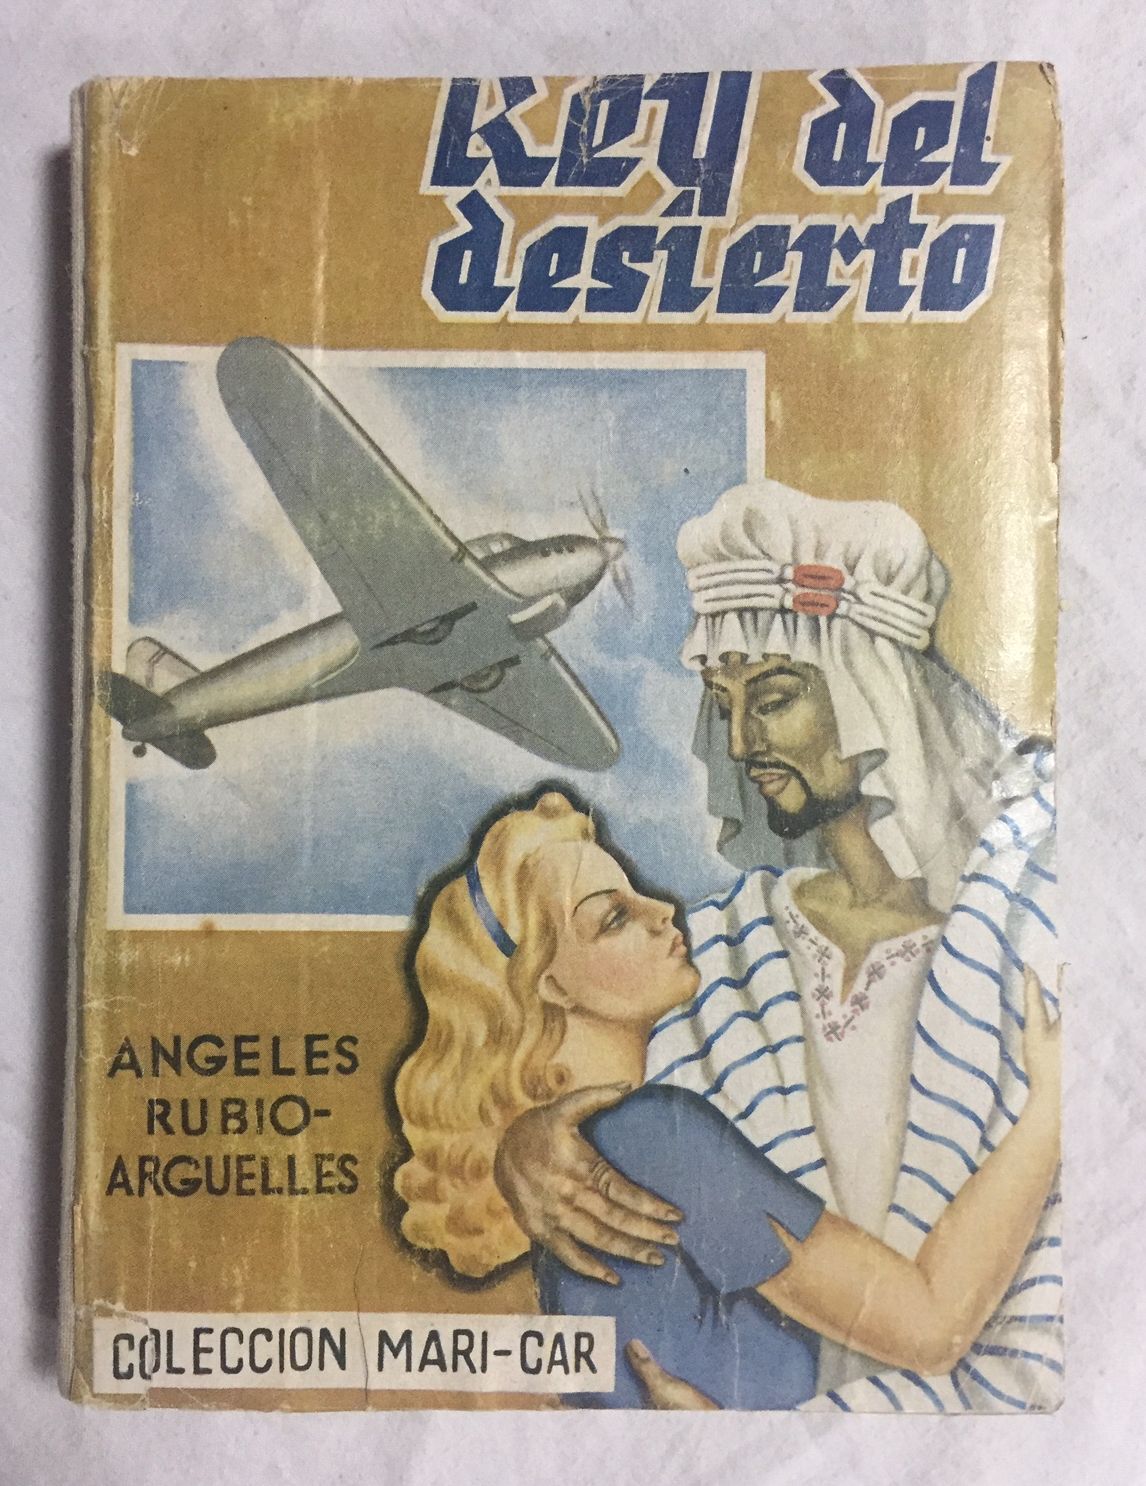 Rey del
desierto
ANGELES
RUBIO-
ARGUELLES
COLECCION MARI-CAR